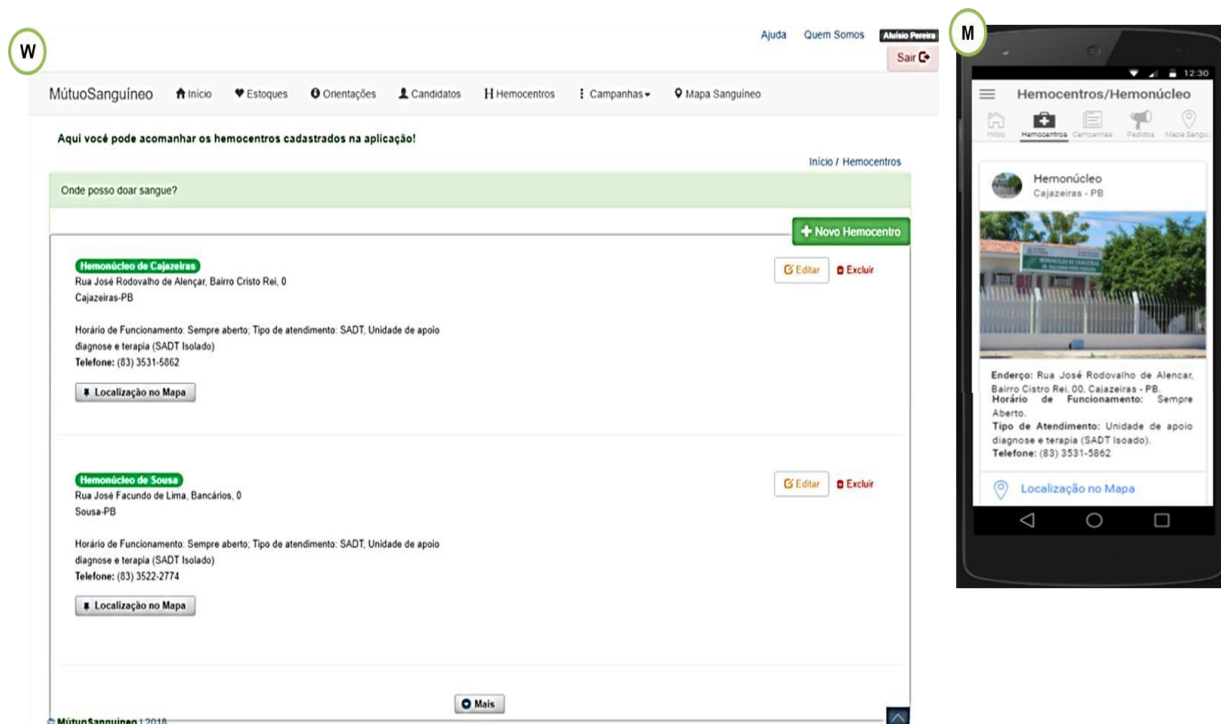 W
Ajuda Quem Somos Aluísio Pereira
Sair
MútuoSanguíneo Início Estoques Orientações Candidatos Hemocentros Campanhas Mapa Sanguíneo
Aqui você pode acomanhar os hemocentros cadastrados na aplicação!
Início / Hemocentros
Onde posso doar sangue?
Novo Hemocentro
Hemonúcleo de Cajazeiras
Editar Excluir
Rua José Rodovalho de Alençar, Bairro Cristo Rei, 0
Cajazeiras-PB
Horário de Funcionamento: Sempre aberto; Tipo de atendimento: SADT, Unidade de apoio
diagnose e terapia (SADT Isolado)
Telefone: (83) 3531-5862
Localização no Mapa
Hemonúcleo de Sousa
Editar Excluir
Rua José Facundo de Lima, Bancários, 0
Sousa-PB
Horário de Funcionamento: Sempre aberto; Tipo de atendimento: SADT, Unidade de apoio
diagnose e terapia (SADT Isolado)
Telefone: (83) 3522-2774
Localização no Mapa
Mais
© MútuoSanguíneo | 2018
M
12:30
Hemocentros/Hemonúcleo
Início Hemocentros Campanhas Pedidos Mapa Sangu..
Hemonúcleo
Cajazeiras - PB
Enderço: Rua José Rodovalho de Alencar,
Bairro Cistro Rei, 00. Cajazeiras - PB.
Horário de Funcionamento: Sempre
Aberto.
Tipo de Atendimento: Unidade de apoio
diagnose e terapia (SADT Isoado).
Telefone: (83) 3531-5862
Localização no Mapa